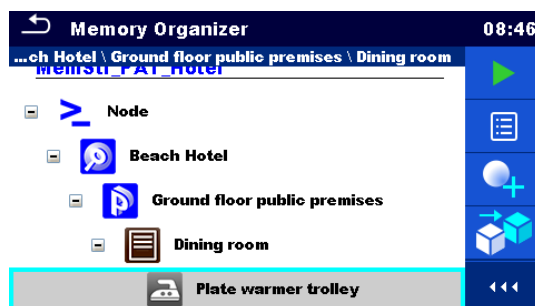 Memory Organizer 08:46
...ch Hotel \ Ground floor public premises \ Dining room
MemStr_PAT_Hotel
Node
Beach Hotel
Ground floor public premises
Dining room
Plate warmer trolley